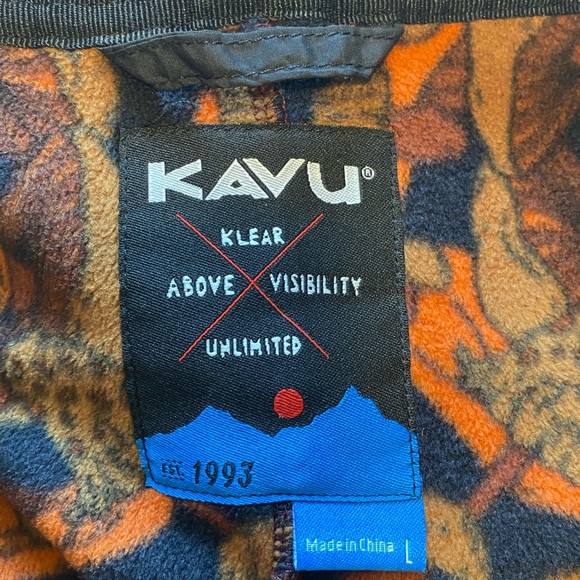 KAVU®
KLEAR
ABOVE VISIBILITY
UNLIMITED
EST. 1993
Made in China L